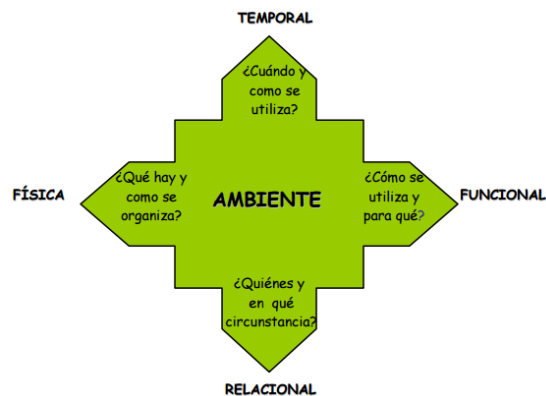 TEMPORAL
¿Cuándo y
como se
utiliza?
FÍSICA
¿Qué hay y
como se
organiza?
AMBIENTE
¿Cómo se
utiliza y
para qué?
FUNCIONAL
¿Quiénes y
en qué
circunstancia?
RELACIONAL